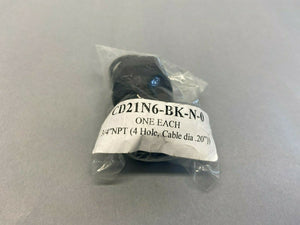 CD21N6-BK-N-0
ONE EACH
3/4"NPT (4 Hole, Cable dia .20")